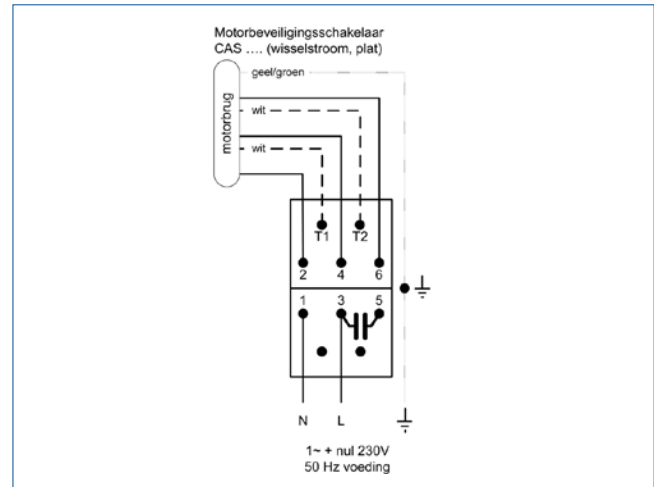 Motorbeveiligingsschakelaar
CAS .... (wisselstroom, plat)
geel/groen
motorbrug
wit
wit
T1 T2
2 4 6
1 3 5
N L
1~ + nul 230V
50 Hz voeding